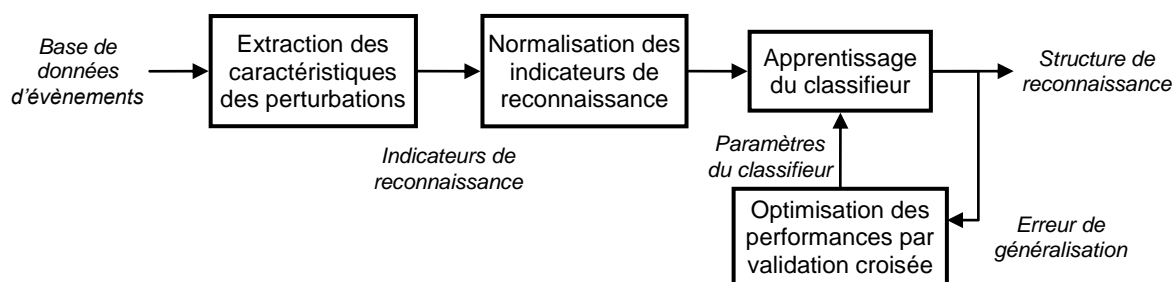 Base de
données
d'évènements
Extraction des
caractéristiques
des perturbations
Normalisation des
indicateurs de
reconnaissance
Apprentissage
du classifieur
Structure de
reconnaissance
Indicateurs de
reconnaissance
Paramètres
du classifieur
Optimisation des
performances par
validation croisée
Erreur de
généralisation